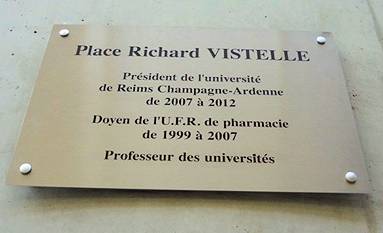 Place Richard VISTELLE
Président de l'université
de Reims Champagne-Ardenne
de 2007 à 2012
Doyen de l'U.F.R. de pharmacie
de 1999 à 2007
Professeur des universités